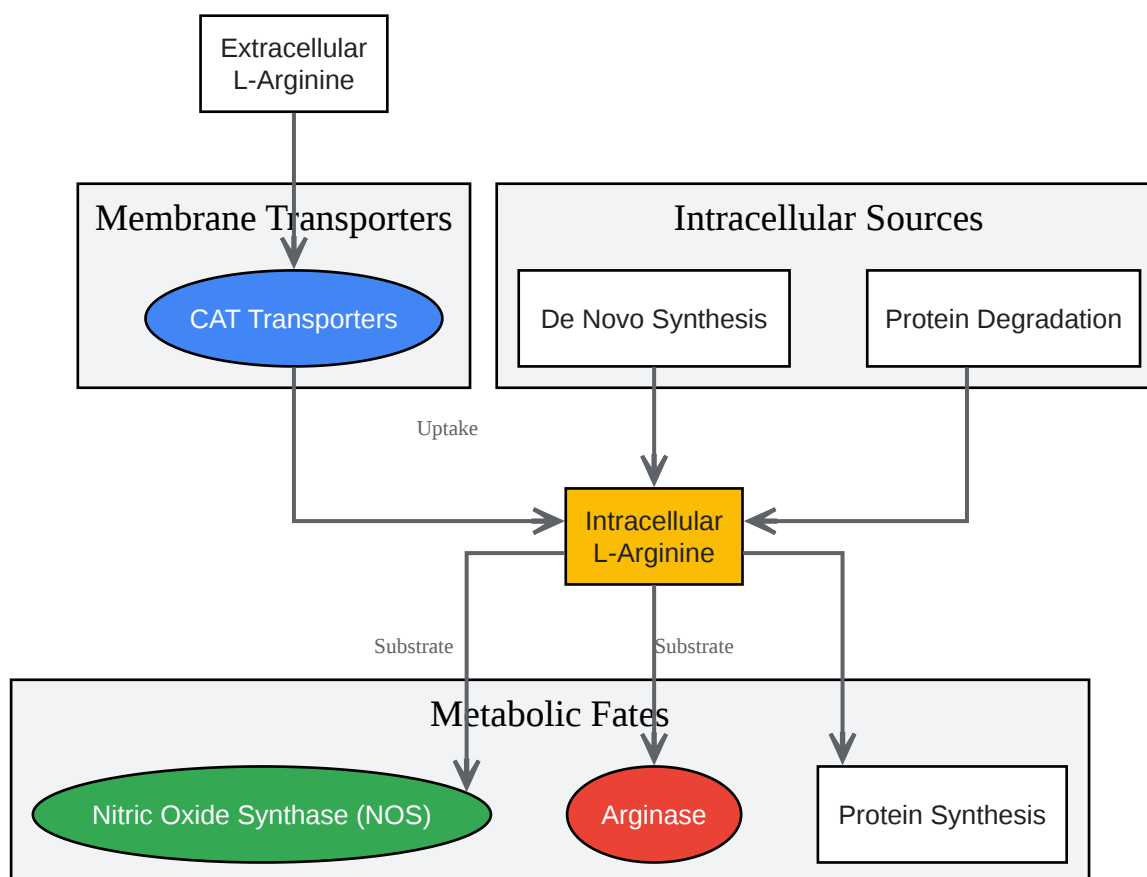 Extracellular
L-Arginine
Membrane Transporters
Intracellular Sources
CAT Transporters
De Novo Synthesis
Protein Degradation
Uptake
Intracellular
L-Arginine
Substrate
Substrate
Metabolic Fates
Nitric Oxide Synthase (NOS)
Arginase
Protein Synthesis